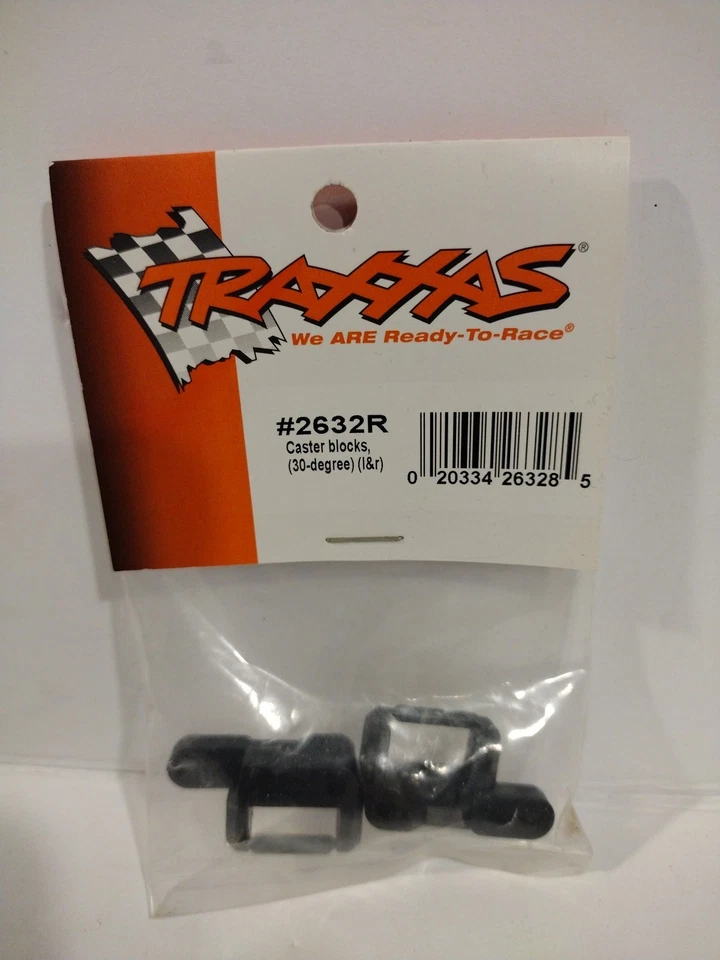 TRAXXAS®
We ARE Ready-To-Race®
#2632R
Caster blocks,
(30-degree) (l&r)
0 20334 26328 5